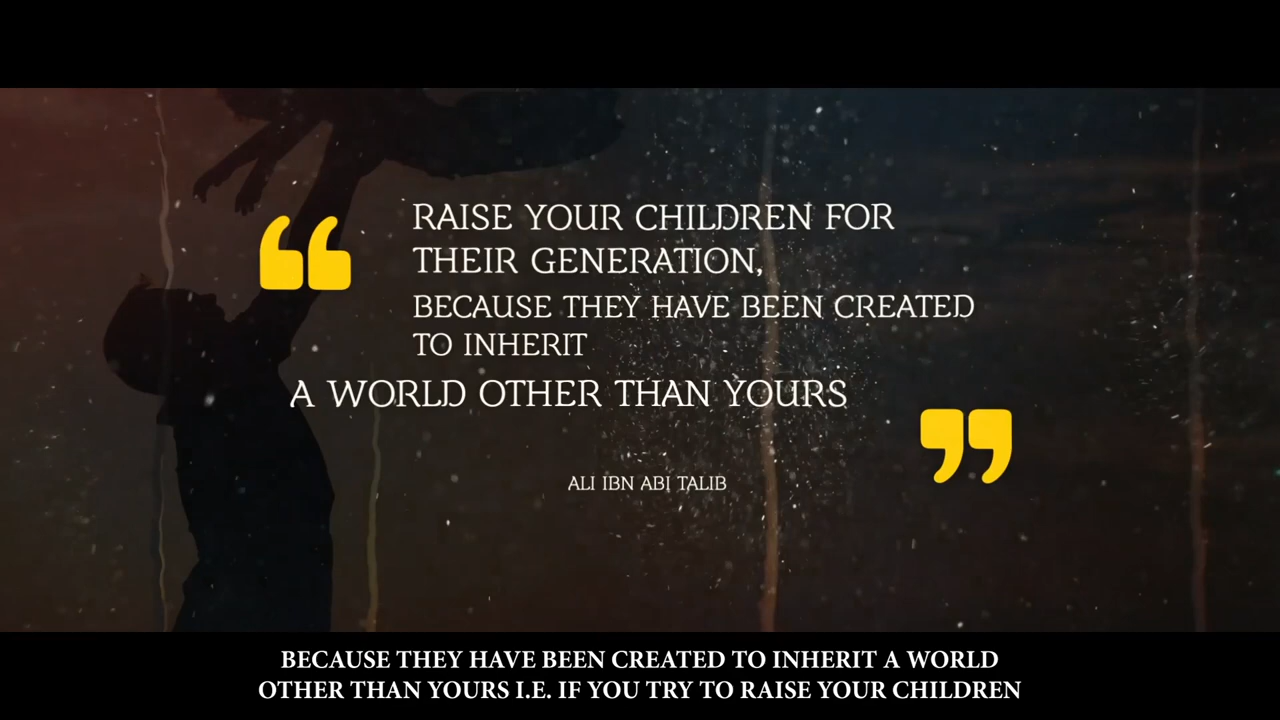 RAISE YOUR CHILDREN FOR
THEIR GENERATION,
BECAUSE THEY HAVE BEEN CREATED
TO INHERIT
A WORLD OTHER THAN YOURS
ALI IBN ABI TALIB
BECAUSE THEY HAVE BEEN CREATED TO INHERIT A WORLD
OTHER THAN YOURS I.E. IF YOU TRY TO RAISE YOUR CHILDREN